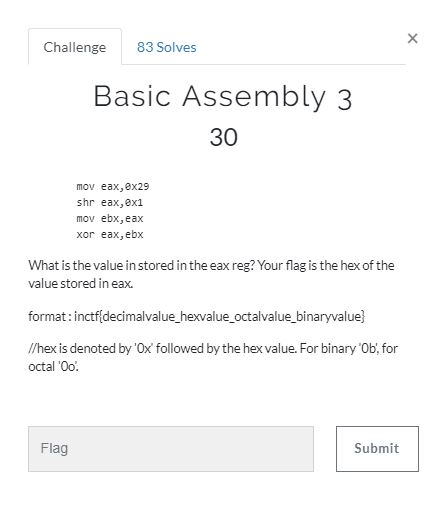 Challenge
83 Solves
×
Basic Assembly 3
30
mov eax,0x29
shr eax,0x1
mov ebx,eax
xor eax,ebx
What is the value in stored in the eax reg? Your flag is the hex of the
value stored in eax.
format : inctf{decimalvalue_hexvalue_octalvalue_binaryvalue}
//hex is denoted by '0x' followed by the hex value. For binary '0b', for
octal '0o'.
Flag
Submit